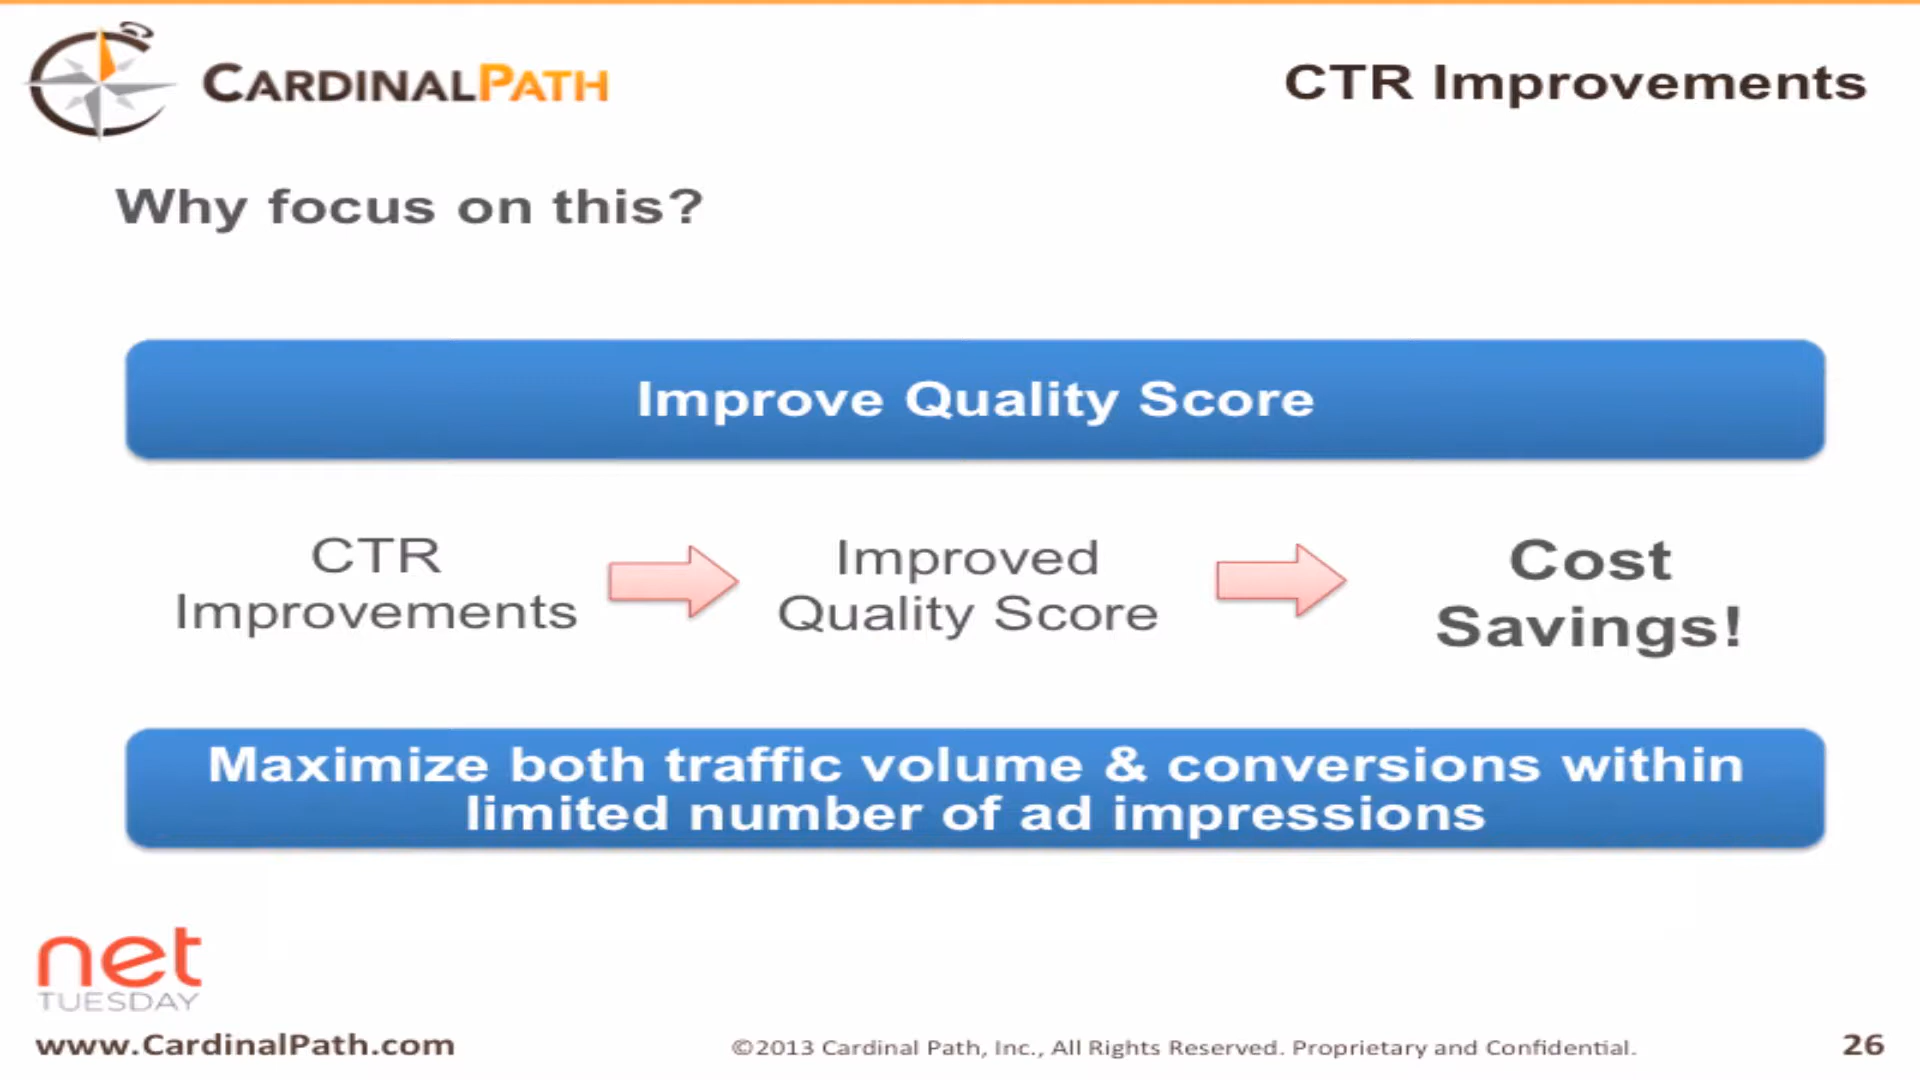 CARDINALPATH
CTR Improvements
Why focus on this?
Improve Quality Score
CTR
Improvements
Improved
Quality Score
Cost
Savings!
Maximize both traffic volume & conversions within
limited number of ad impressions
net
TUESDAY
www.CardinalPath.com
©2013 Cardinal Path, Inc., All Rights Reserved. Proprietary and Confidential.
26